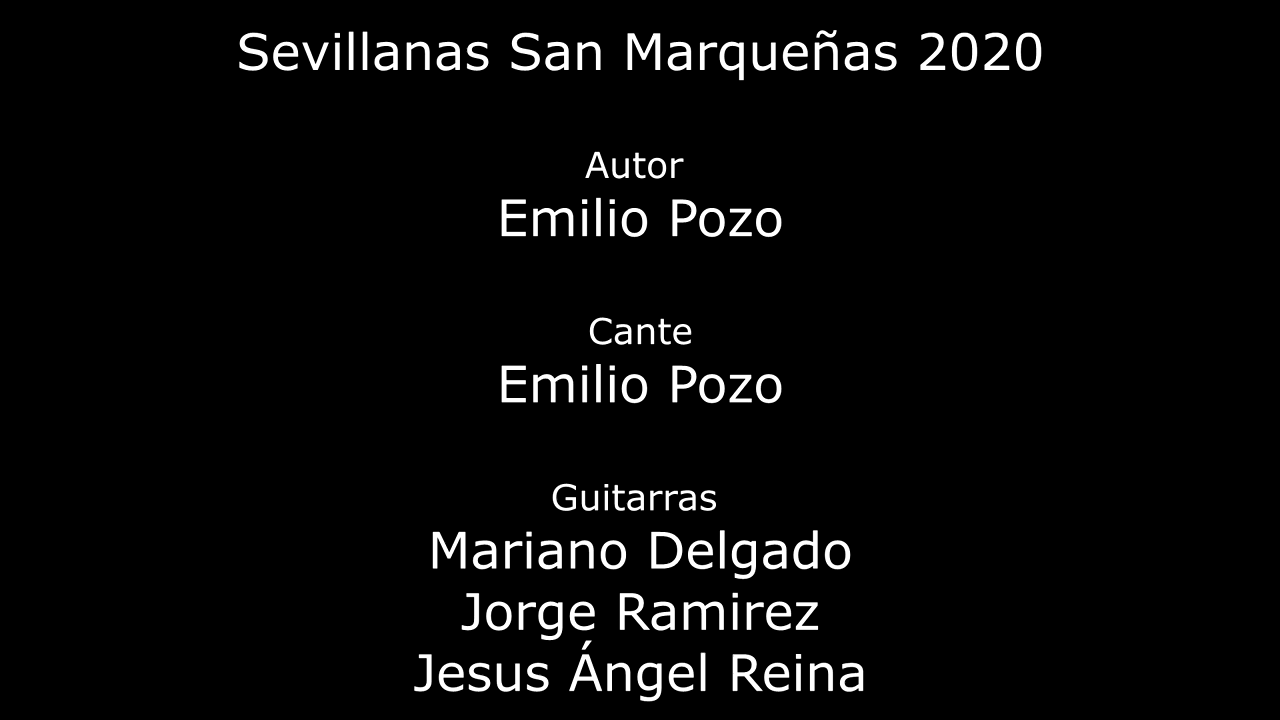 Sevillanas San Marqueñas 2020
Autor
Emilio Pozo
Cante
Emilio Pozo
Guitarras
Mariano Delgado
Jorge Ramirez
Jesus Ángel Reina